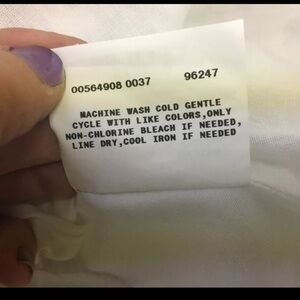 00564908 0037 96247
MACHINE WASH COLD GENTLE
CYCLE WITH LIKE COLORS,ONLY
NON-CHLORINE BLEACH IF NEEDED,
LINE DRY,COOL IRON IF NEEDED